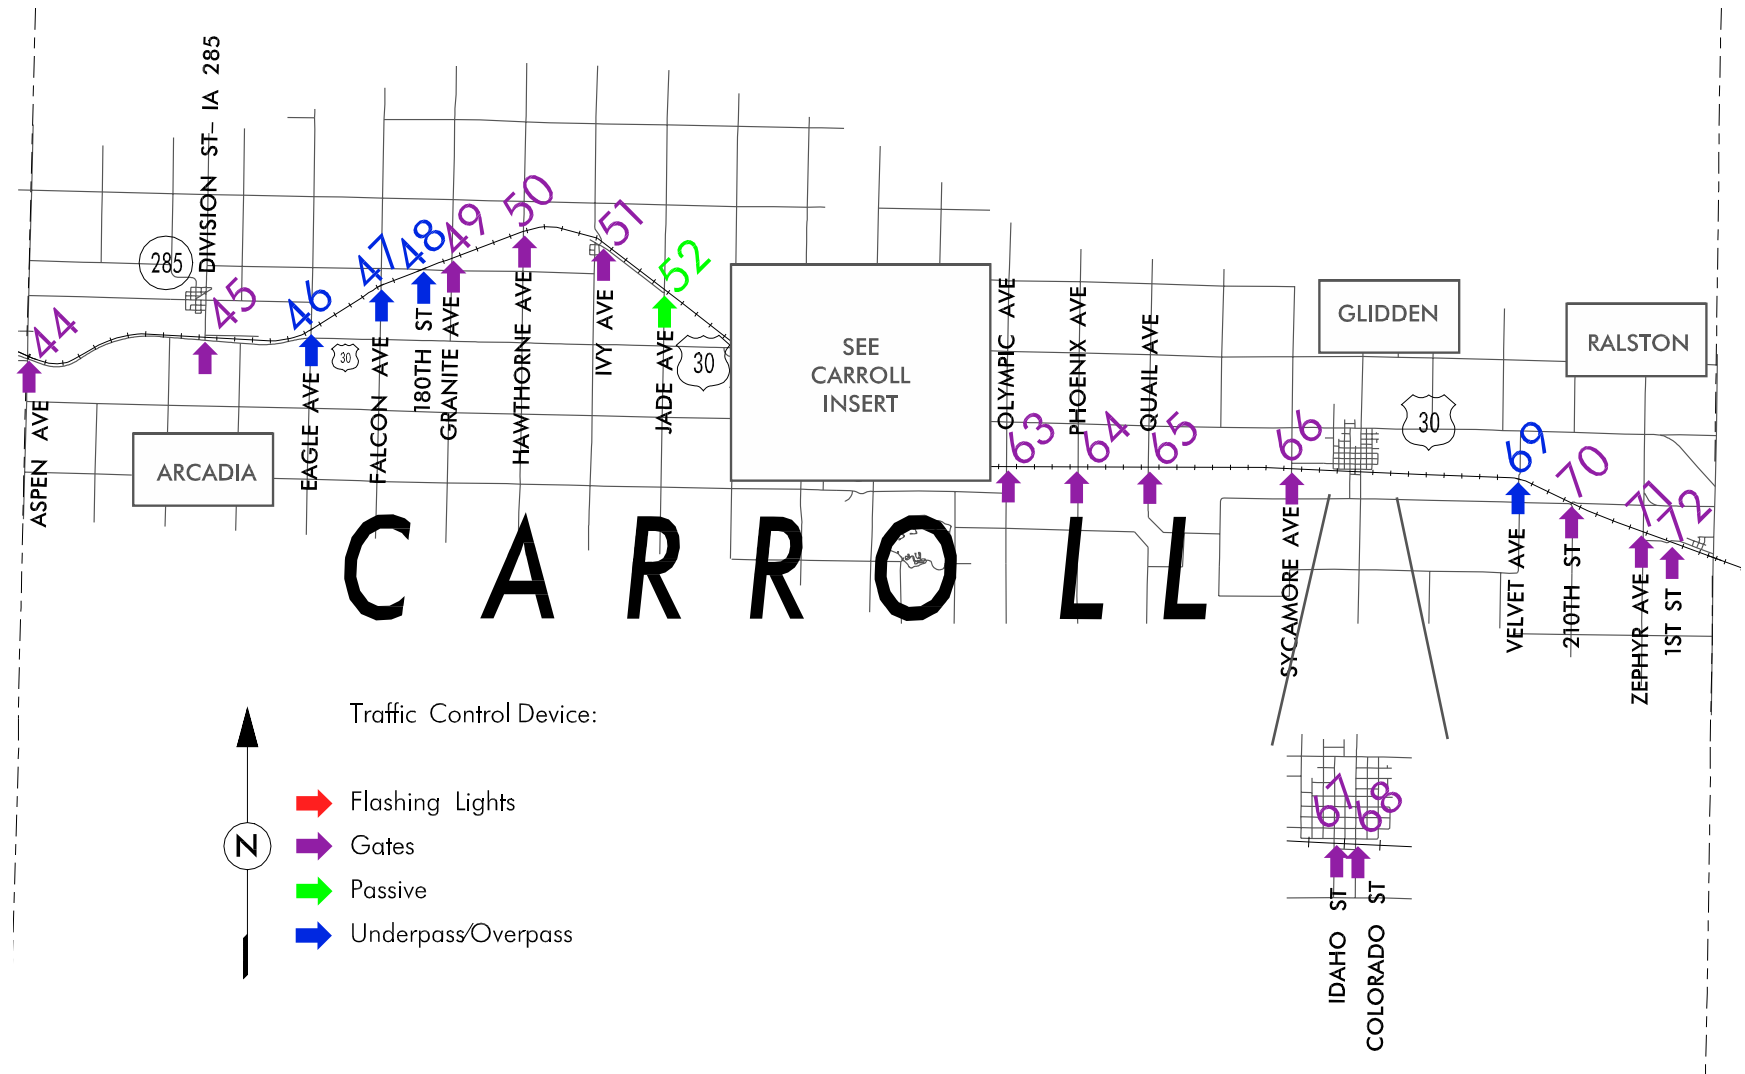 DIVISION ST- IA 285
285
44
45
46
47
48
49
50
51
52
30
30
ASPEN AVE
ARCADIA
EAGLE AVE
FALCON AVE
180TH ST
GRANITE AVE
HAWTHORNE AVE
IVY AVE
JADE AVE
SEE
CARROLL
INSERT
OLYMPIC AVE
PHOENIX AVE
QUAIL AVE
GLIDDEN
RALSTON
30
63
64
65
66
69
70
71
72
SYCAMORE AVE
VELVET AVE
210TH ST
ZEPHYR AVE
1ST ST
CARROLL
67
68
IDAHO ST
COLORADO ST
Traffic Control Device:
Flashing Lights
Gates
Passive
Underpass/Overpass
N